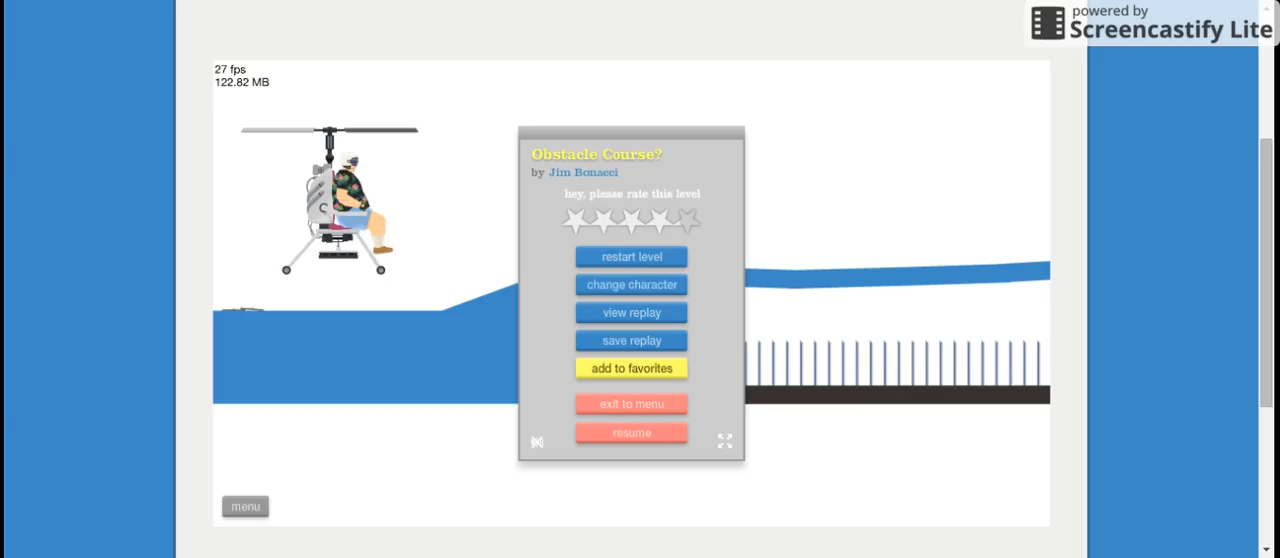 powered by
Screencastify Lite
27 fps
122.82 MB
Obstacle Course?
by Jim Bonacci
hey, please rate this level
restart level
change character
view replay
save replay
add to favorites
exit to menu
resume
menu